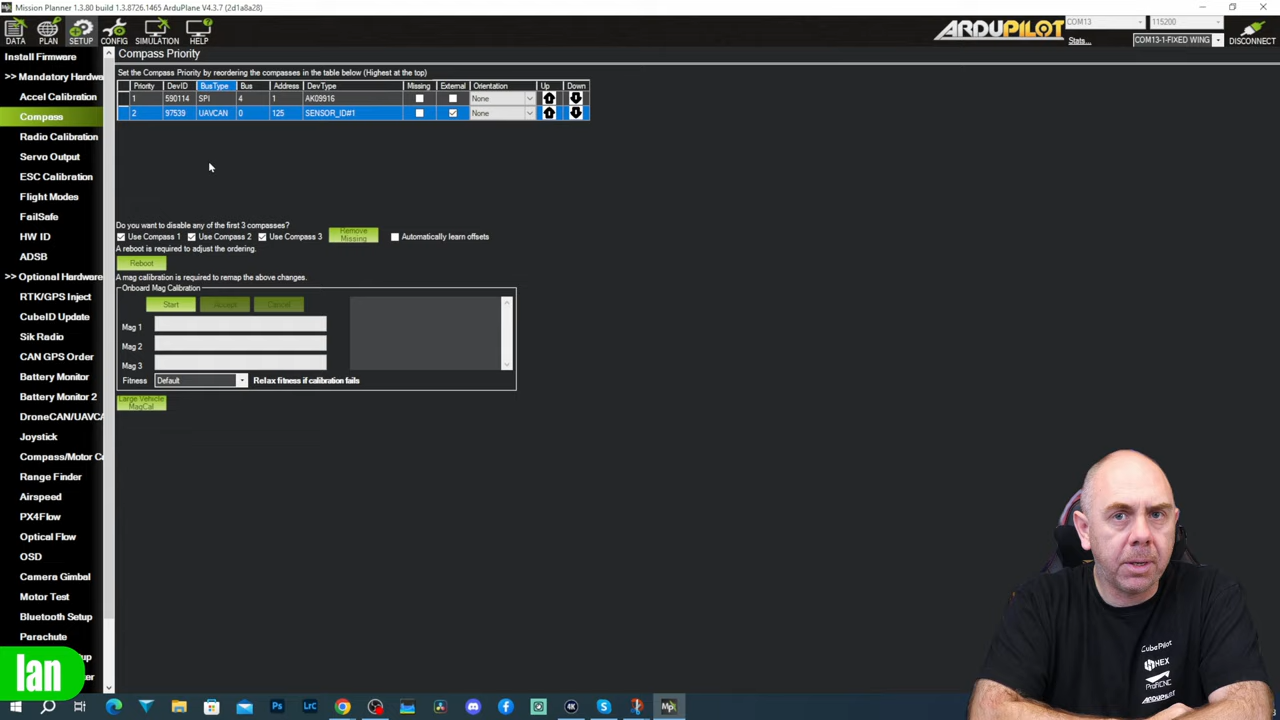 Mission Planner 1.3.80 build 1.3.8726.1465 ArduPlane V4.3.7 (2d1a8a28)
DATA PLAN SETUP CONFIG SIMULATION HELP
ARDUPILOT
COM13 115200
Stats... COM13-1-FIXED WING DISCONNECT
Install Firmware
>> Mandatory Hardwa
Accel Calibration
Compass
Radio Calibration
Servo Output
ESC Calibration
Flight Modes
FailSafe
HW ID
ADSB
>> Optional Hardware
RTK/GPS Inject
CubeID Update
Sik Radio
CAN GPS Order
Battery Monitor
Battery Monitor 2
DroneCAN/UAVCA
Joystick
Compass/Motor C
Range Finder
Airspeed
PX4Flow
Optical Flow
OSD
Camera Gimbal
Motor Test
Bluetooth Setup
Parachute
Compass Priority
Set the Compass Priority by reordering the compasses in the table below (Highest at the top)
Priority DevID BusType Bus Address DevType Missing External Orientation Up Down
1 590114 SPI 4 1 AK09916 None
2 97539 UAVCAN 0 125 SENSOR_ID#1 None
Do you want to disable any of the first 3 compasses?
Use Compass 1 Use Compass 2 Use Compass 3 Remove Missing Automatically learn offsets
A reboot is required to adjust the ordering.
Reboot
A mag calibration is required to remap the above changes.
Onboard Mag Calibration
Start Accept Cancel
Mag 1
Mag 2
Mag 3
Fitness Default Relax fitness if calibration fails
Large Vehicle MagCal
CubePilot
HEX
ProfiCNC
ARDUPILOT
Ian